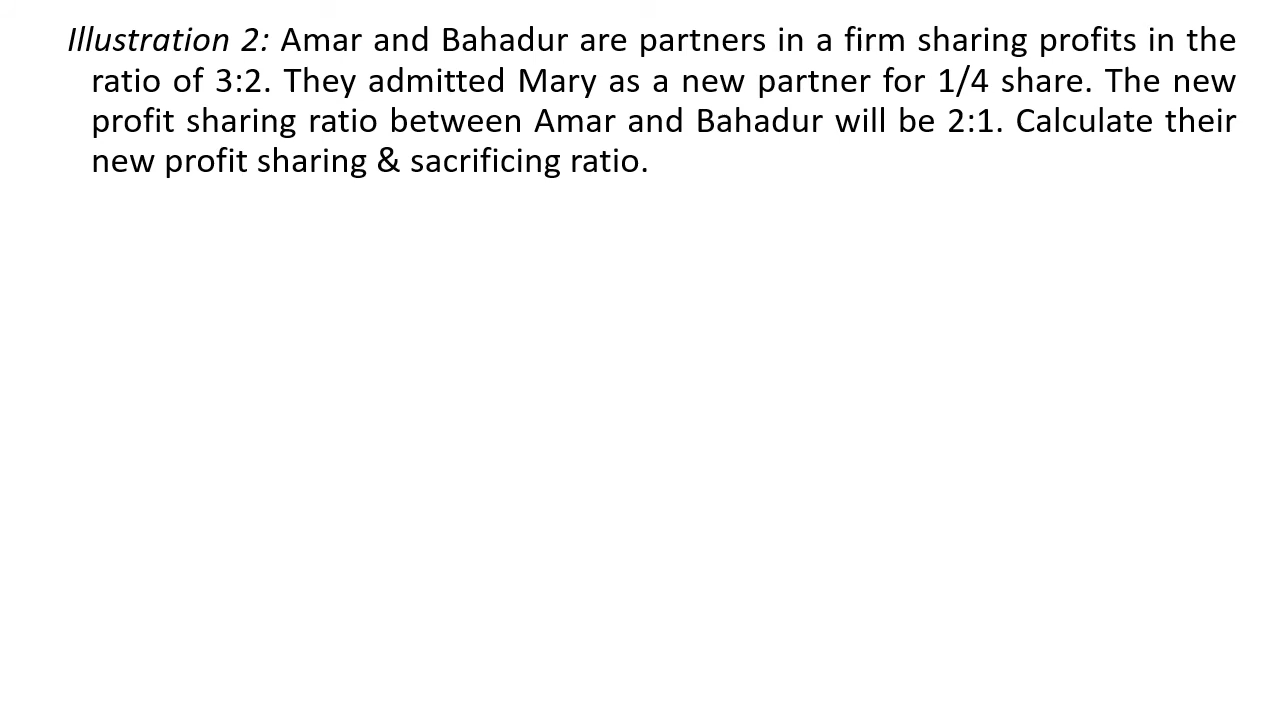 Illustration 2: Amar and Bahadur are partners in a firm sharing profits in the
ratio of 3:2. They admitted Mary as a new partner for 1/4 share. The new
profit sharing ratio between Amar and Bahadur will be 2:1. Calculate their
new profit sharing & sacrificing ratio.